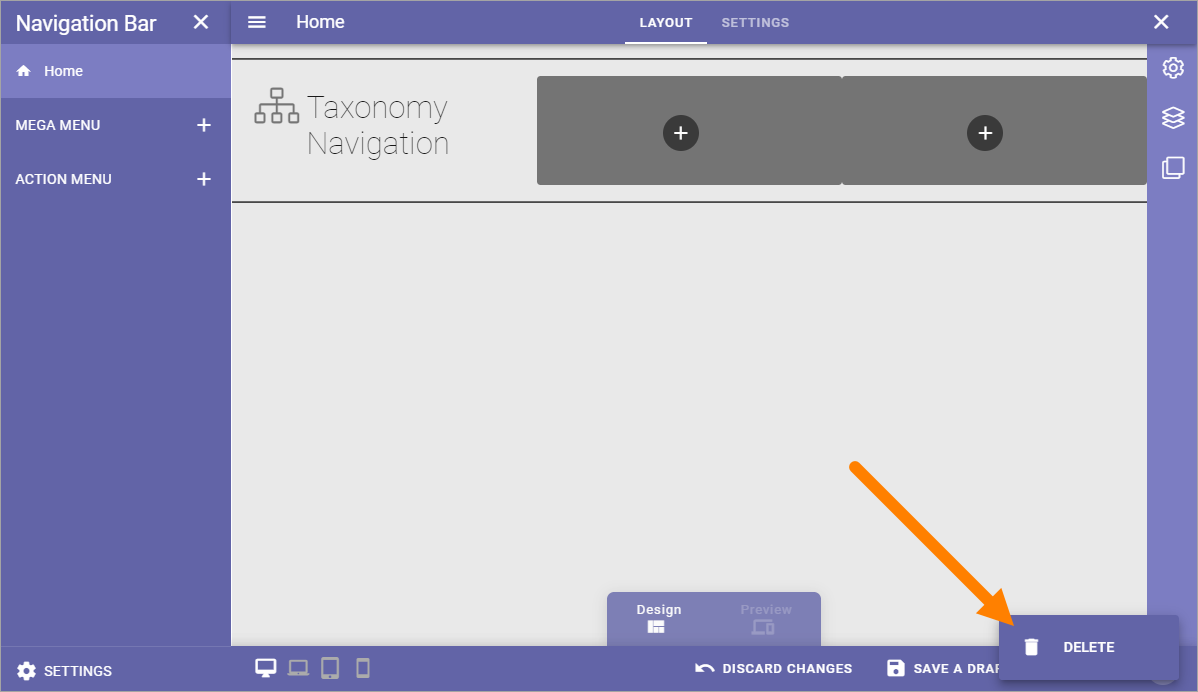 Navigation Bar
Home
LAYOUT
SETTINGS
Home
MEGA MENU
ACTION MENU
Taxonomy
Navigation
Design
Preview
SETTINGS
DISCARD CHANGES
SAVE A DRAF
DELETE